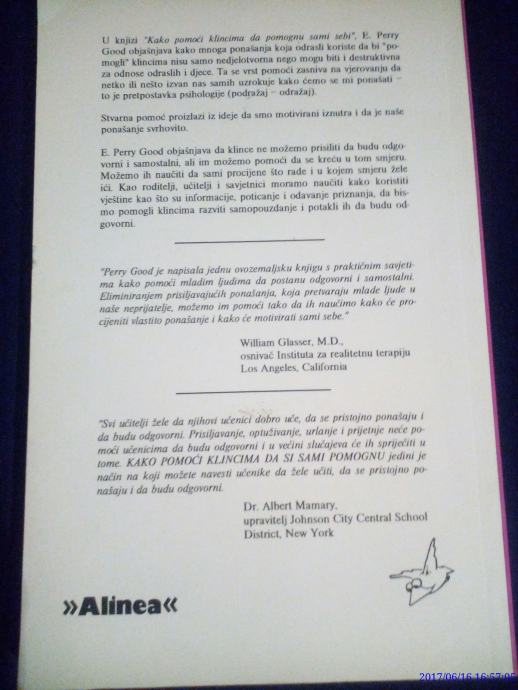 U knjizi "Kako pomoći klincima da pomognu sami sebi", E. Perry
Good objašnjava kako mnoga ponašanja koja odrasli koriste da bi "po-
mogli" klincima nisu samo nedjelotvorna nego mogu biti i destruktivna
za odnose odraslih i djece. Ta se vrst pomoći zasniva na vjerovanju da
netko ili nešto izvan nas samih uzrokuje kako ćemo se mi ponašati –
to je pretpostavka psihologije (podražaj – odražaj).
Stvarna pomoć proizlazi iz ideje da smo motivirani iznutra i da je naše
ponašanje svrhovito.
E. Perry Good objašnjava da klince ne možemo prisiliti da budu odgo-
vorni i samostalni, ali im možemo pomoći da se kreću u tom smjeru.
Možemo ih naučiti da sami procijene što rade i u kojem smjeru žele
ići. Kao roditelji, učitelji i savjetnici moramo naučiti kako koristiti
vještine kao što su informacije, poticanje i odavanje priznanja, da bis-
mo pomogli klincima razviti samopouzdanje i potakli ih da budu od-
govorni.
"Perry Good je napisala jednu ovozemaljsku knjigu s praktičnim savjeti-
ma kako pomoći mladim ljudima da postanu odgovorni i samostalni.
Eliminiranjem prisiljavajućih ponašanja, koja pretvaraju mlade ljude u
naše neprijatelje, možemo im pomoći tako da ih naučimo kako će pro-
cijeniti vlastito ponašanje i kako će motivirati sami sebe."
William Glasser, M.D.,
osnivač Instituta za realitetnu terapiju
Los Angeles, California
"Svi učitelji žele da njihovi učenici dobro uče, da se pristojno ponašaju i
da budu odgovorni. Prisiljavanje, optuživanje, urlanje i prijetnje neće po-
moći učenicima da budu odgovorni i u većini slučajeva će ih spriječiti u
tome. KAKO POMOĆI KLINCIMA DA SI SAMI POMOGNU jedini je
način na koji možete navesti učenike da žele učiti, da se pristojno po-
našaju i da budu odgovorni.
Dr. Albert Mamary,
upravitelj Johnson City Central School
District, New York
»Alinea«
2017/06/16 16:57:05